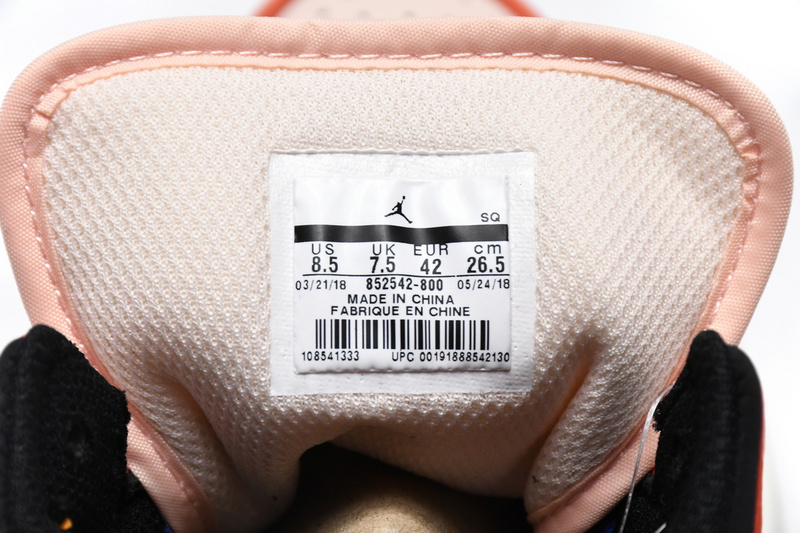 SQ
US UK EUR cm
8.5 7.5 42 26.5
03/21/18 852542-800 05/24/18
MADE IN CHINA
FABRIQUE EN CHINE
108541333 UPC 00191888542130